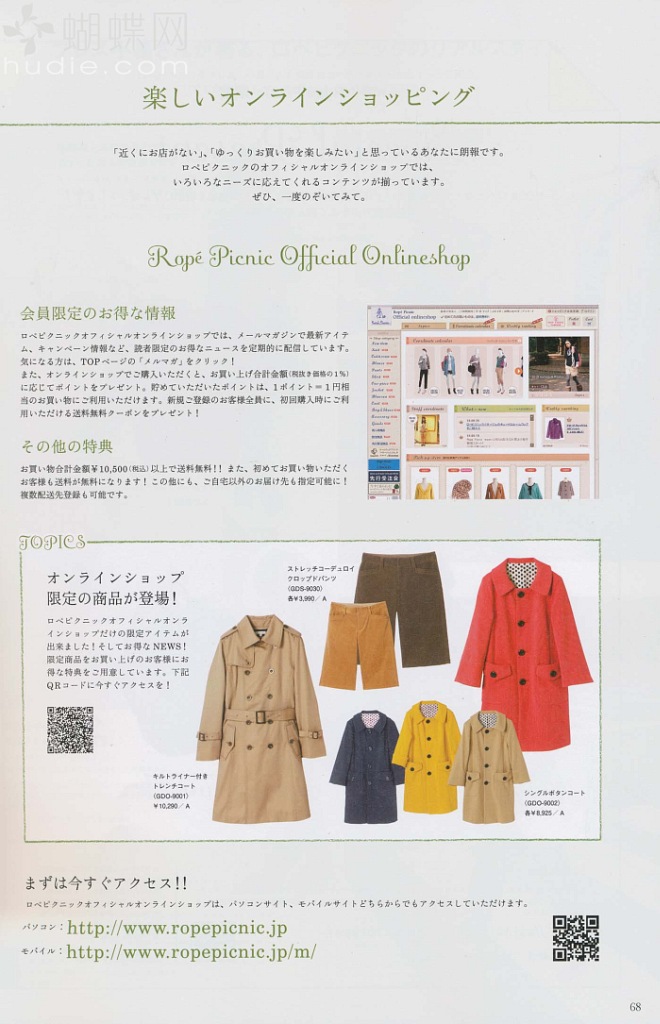 蝴蝶网
hudie.com
楽しいオンラインショッピング
「近くにお店がない」、「ゆっくりお買い物を楽しみたい」と思っているあなたに朗報です。
ロペピクニックのオフィシャルオンラインショップでは、
いろいろなニーズに応えてくれるコンテンツが揃っています。
ぜひ、一度のぞいてみて。
Ropé Picnic Official Onlineshop
会員限定のお得な情報
ロペピクニックオフィシャルオンラインショップでは、メールマガジンで最新アイテ
ム、キャンペーン情報など、読者限定のお得なニュースを定期的に配信しています。
気になる方は、TOPページの「メルマガ」をクリック！
また、オンラインショップでご購入いただくと、お買い上げ合計金額(税抜き価格の1％)
に応じてポイントをプレゼント。貯めていただいたポイントは、1ポイント＝1円相
当のお買い物にご利用いただけます。新規ご登録のお客様全員に、初回購入時にご利
用いただける送料無料クーポンをプレゼント！
その他の特典
お買い物合計金額￥10,500(税込)以上で送料無料!! また、初めてお買い物いただく
お客様も送料が無料になります！この他にも、ご自宅以外のお届け先も指定可能に！
複数配送先登録も可能です。
Ropé Picnic
Official onlineshop
TOPICS
オンラインショップ
限定の商品が登場！
ロペピクニックオフィシャルオンラ
インショップだけの限定アイテムが
出来ました！そしてお得なNEWS！
限定商品をお買い上げのお客様にお
得な特典をご用意しています。下記
QRコードに今すぐアクセスを！
ストレッチコーデュロイ
クロップドパンツ
(GDS-9030)
各￥3,990／A
キルトライナー付き
トレンチコート
(GDO-9001)
￥10,290／A
シングルボタンコート
(GDO-9002)
各￥8,925／A
まずは今すぐアクセス!!
ロペピクニックオフィシャルオンラインショップは、パソコンサイト、モバイルサイトどちらからでもアクセスしていただけます。
パソコン：http://www.ropepicnic.jp
モバイル：http://www.ropepicnic.jp/m/
68